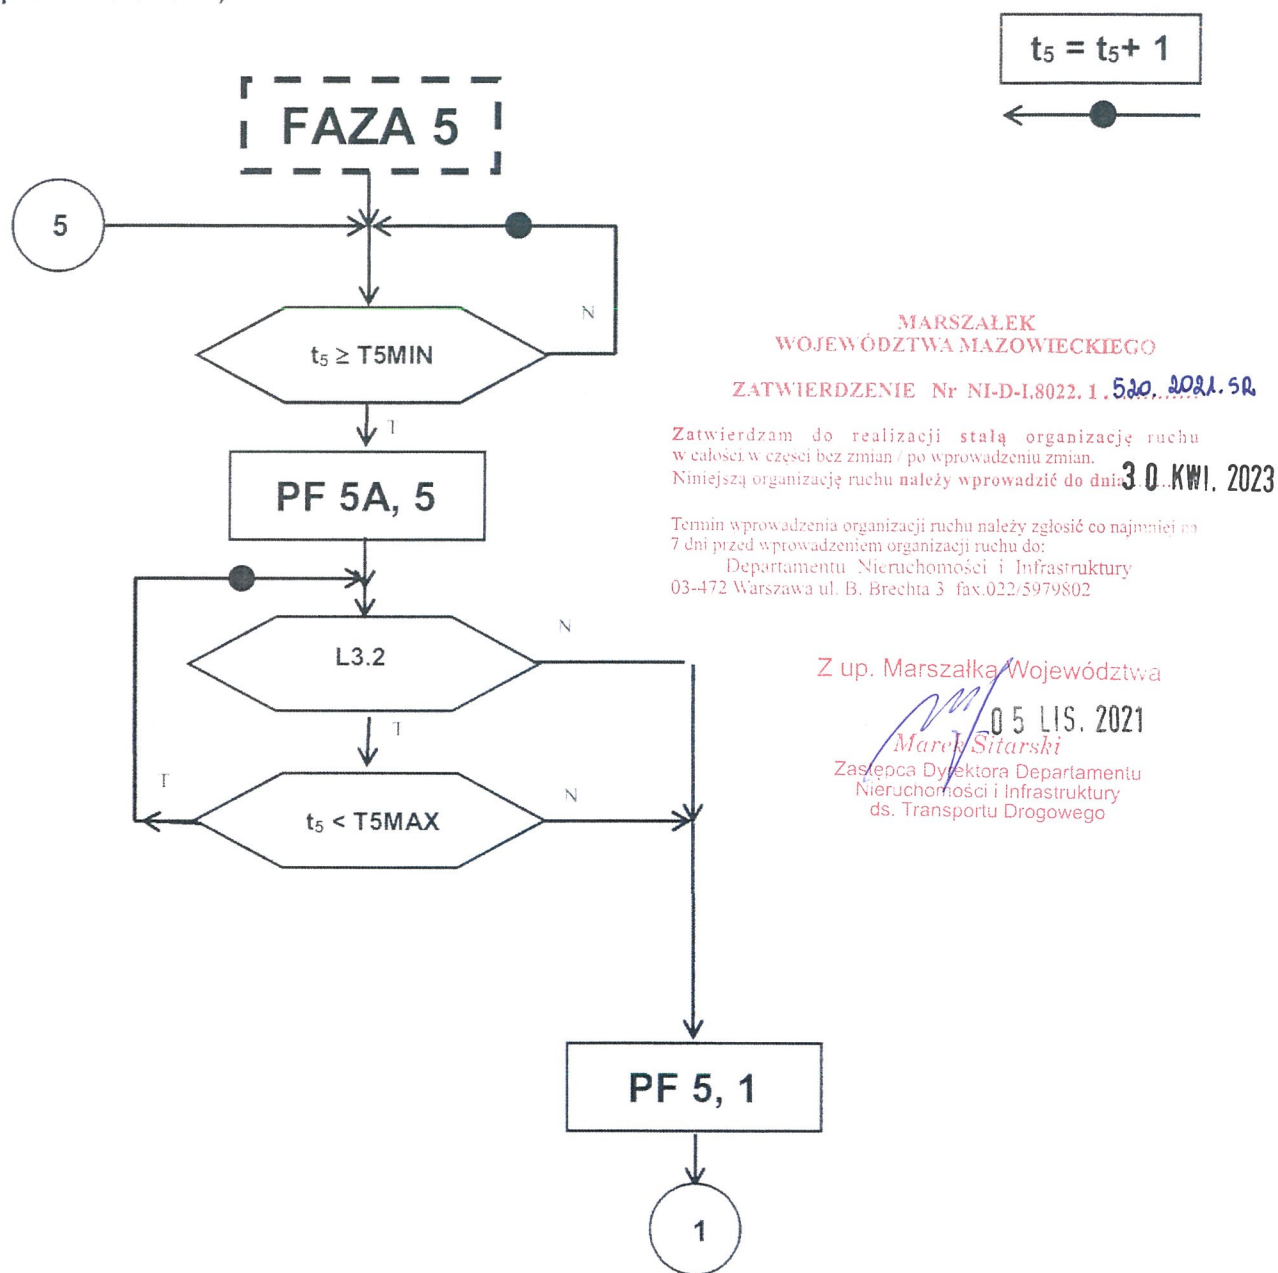 t₅ = t₅+ 1
FAZA 5
5
N
t₅ ≥ T5MIN
T
PF 5A, 5
N
L3.2
T
T
N
t₅ < T5MAX
PF 5, 1
1
MARSZAŁEK
WOJEWÓDZTWA MAZOWIECKIEGO
ZATWIERDZENIE Nr NI-D-I.8022. 1 . 520. 2021. SR
Zatwierdzam do realizacji stałą organizację ruchu
w całości w części bez zmian / po wprowadzeniu zmian.
Niniejszą organizację ruchu należy wprowadzić do dnia 30 KWI. 2023
Termin wprowadzenia organizacji ruchu należy zgłosić co najmniej na
7 dni przed wprowadzeniem organizacji ruchu do:
Departamentu Nieruchomości i Infrastruktury
03-472 Warszawa ul. B. Brechta 3 fax.022/5979802
Z up. Marszałka Województwa
05 LIS. 2021
Marek Sitarski
Zastępca Dyrektora Departamentu
Nieruchomości i Infrastruktury
ds. Transportu Drogowego